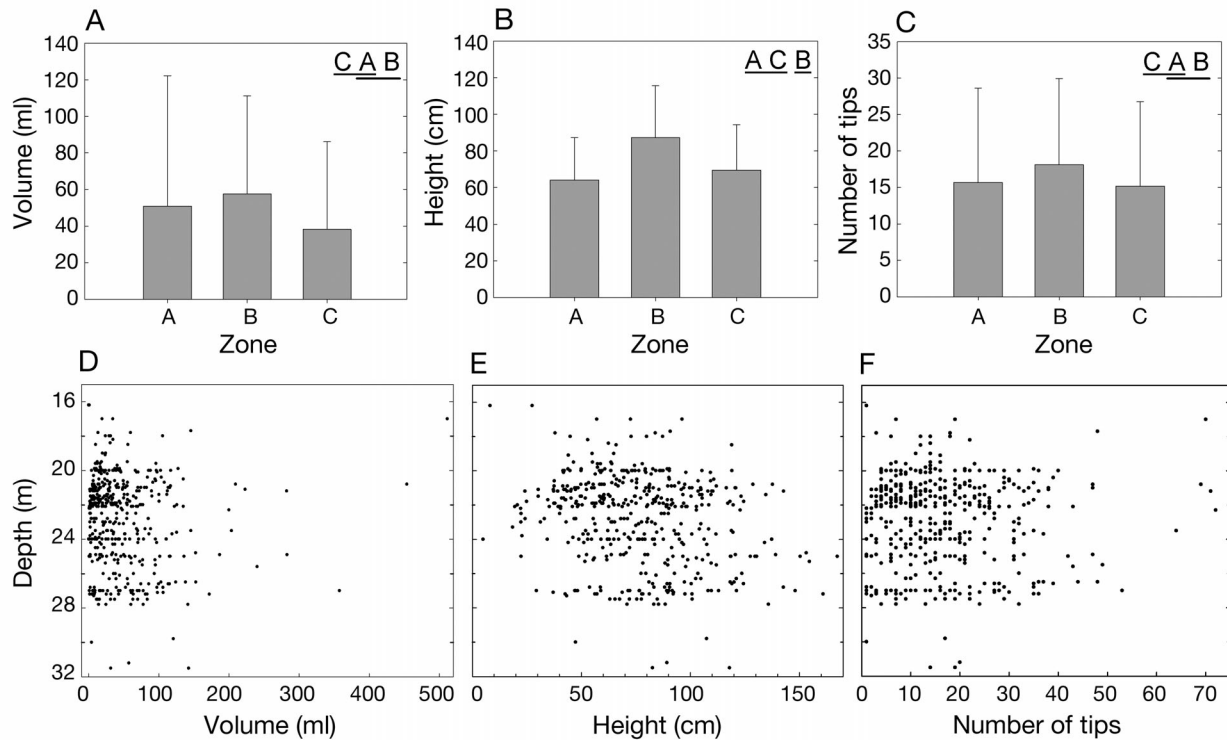 A
140
120
100
80
60
40
20
0
Volume (ml)
C A B
A B C
Zone
B
140
120
100
80
60
40
20
0
Height (cm)
A C B
A B C
Zone
C
35
30
25
20
15
10
5
0
Number of tips
C A B
A B C
Zone
D
16
20
24
28
32
Depth (m)
0 100 200 300 400 500
Volume (ml)
E
0 50 100 150
Height (cm)
F
0 10 20 30 40 50 60 70
Number of tips